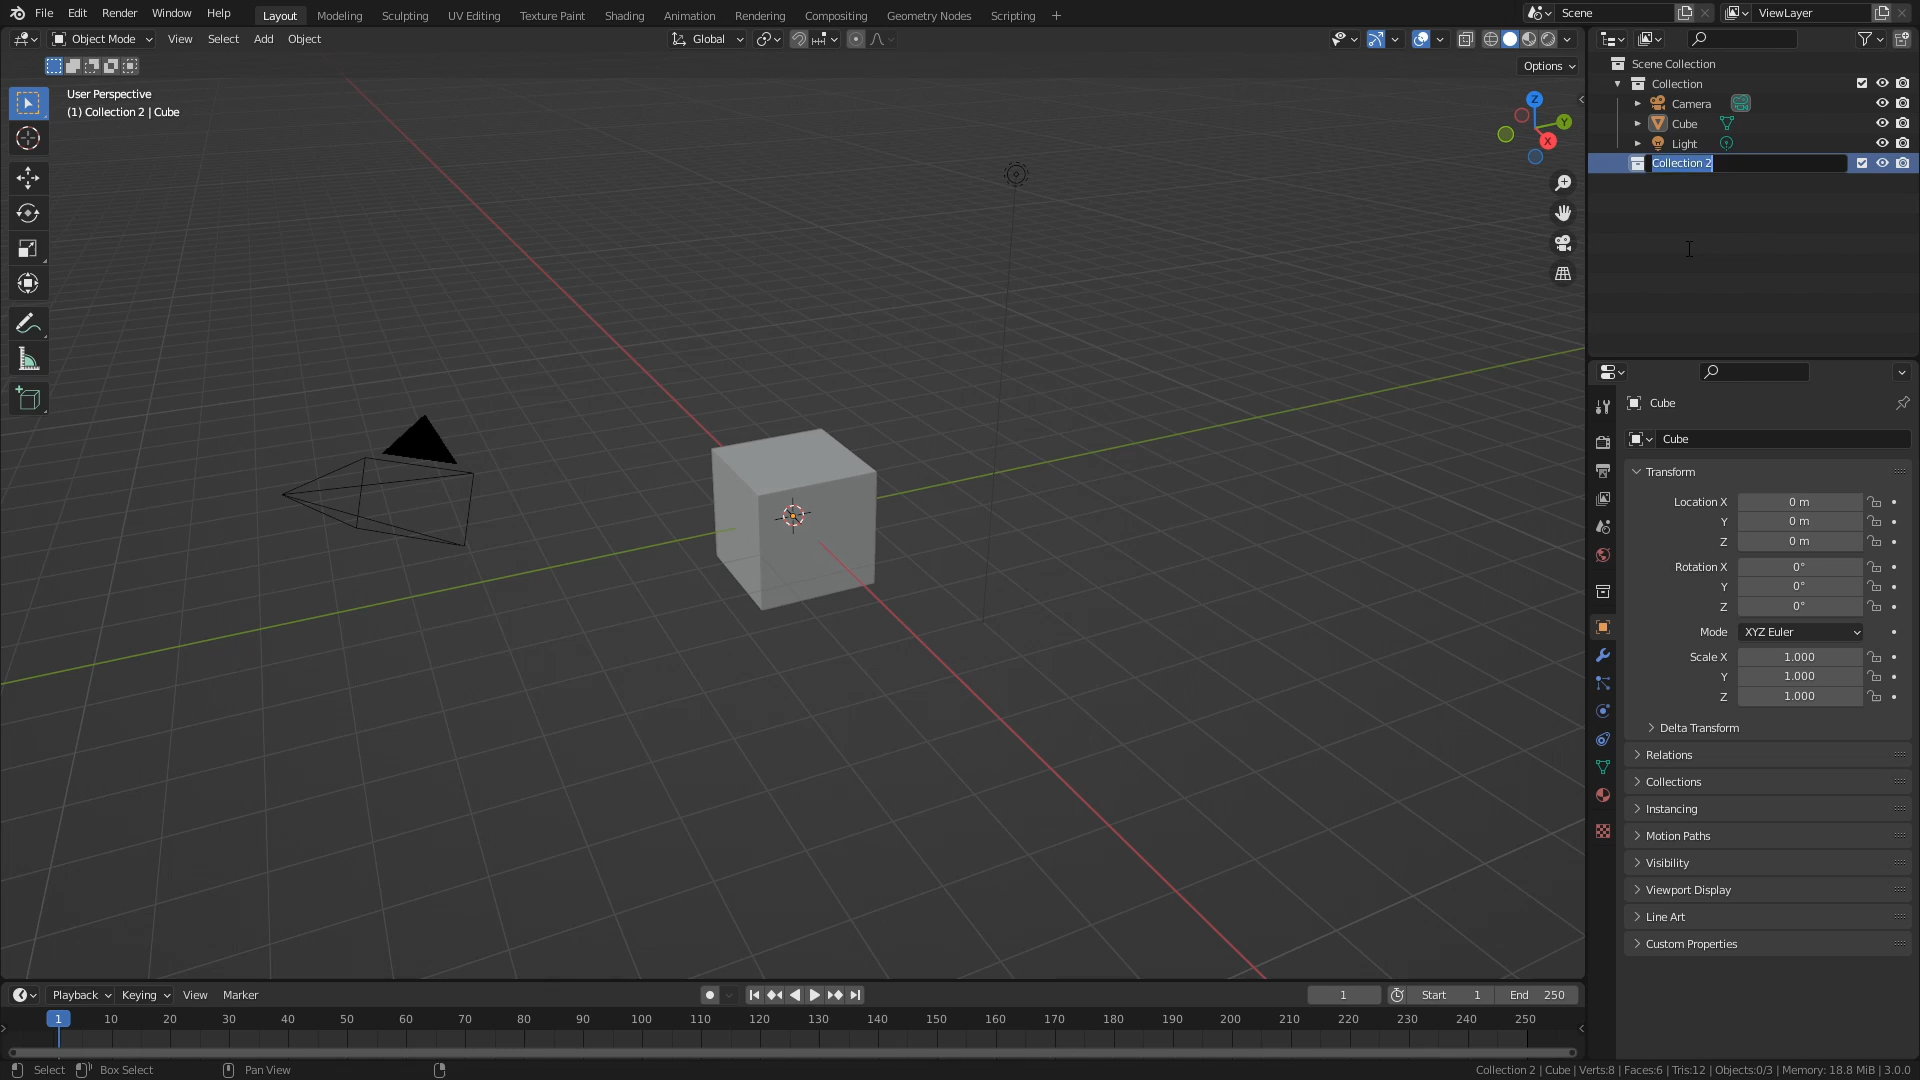 File Edit Render Window Help
Layout Modeling Sculpting UV Editing Texture Paint Shading Animation Rendering Compositing Geometry Nodes Scripting +
Scene ViewLayer
Object Mode View Select Add Object
Global
Options
User Perspective
(1) Collection 2 | Cube
Z
Y
X
Scene Collection
Collection
Camera
Cube
Light
Collection 2
Cube
Cube
Transform
Location X 0 m
Y 0 m
Z 0 m
Rotation X 0°
Y 0°
Z 0°
Mode XYZ Euler
Scale X 1.000
Y 1.000
Z 1.000
Delta Transform
Relations
Collections
Instancing
Motion Paths
Visibility
Viewport Display
Line Art
Custom Properties
Playback Keying View Marker
1 Start 1 End 250
1 10 20 30 40 50 60 70 80 90 100 110 120 130 140 150 160 170 180 190 200 210 220 230 240 250
Select Box Select Pan View
Collection 2 | Cube | Verts:8 | Faces:6 | Tris:12 | Objects:0/3 | Memory: 18.8 MiB | 3.0.0